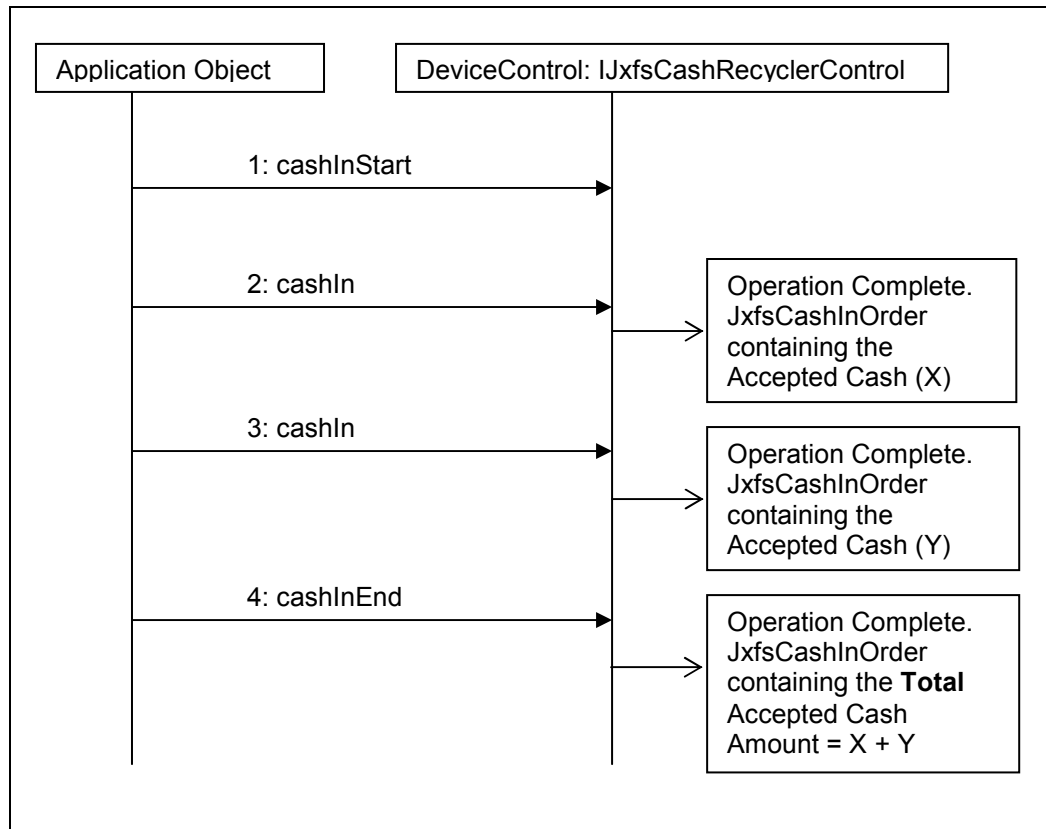 Application Object
DeviceControl: IJxfsCashRecyclerControl
1: cashInStart
2: cashIn
Operation Complete.
JxfsCashInOrder
containing the
Accepted Cash (X)
3: cashIn
Operation Complete.
JxfsCashInOrder
containing the
Accepted Cash (Y)
4: cashInEnd
Operation Complete.
JxfsCashInOrder
containing the Total
Accepted Cash
Amount = X + Y